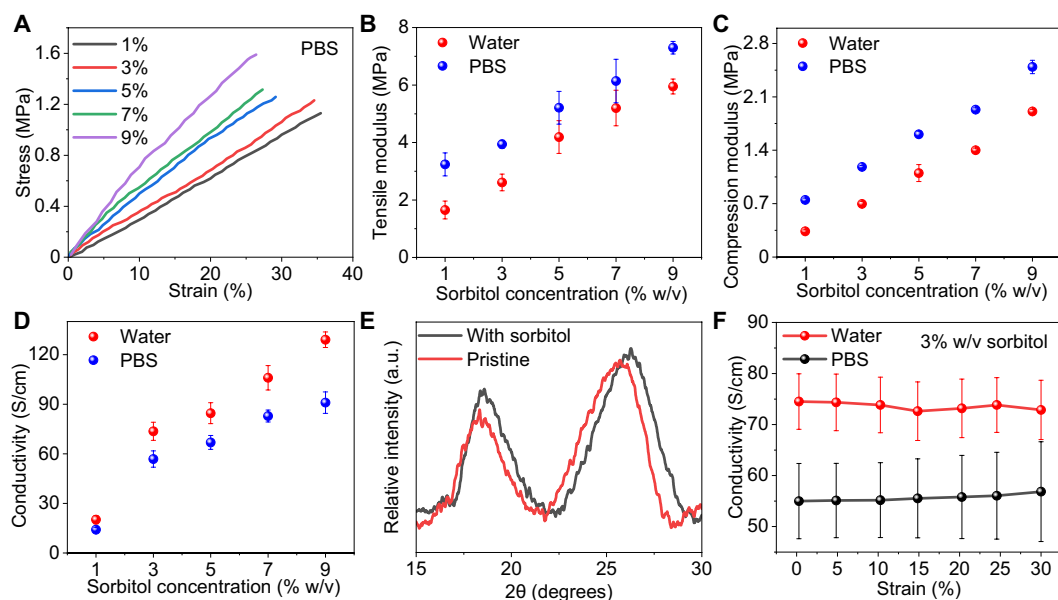 A
PBS
1%
3%
5%
7%
9%
1.6
1.2
0.8
0.4
0
Stress (MPa)
0 10 20 30 40
Strain (%)
B
Water
PBS
8
6
4
2
0
Tensile modulus (MPa)
1 3 5 7 9
Sorbitol concentration (% w/v)
C
Water
PBS
2.8
2.1
1.4
0.7
0
Compression modulus (MPa)
1 3 5 7 9
Sorbitol concentration (% w/v)
D
Water
PBS
120
90
60
30
0
Conductivity (S/cm)
1 3 5 7 9
Sorbitol concentration (% w/v)
E
With sorbitol
Pristine
Relative intensity (a.u.)
15 20 25 30
2θ (degrees)
F
Water
PBS
3% w/v sorbitol
90
80
70
60
50
Conductivity (S/cm)
0 5 10 15 20 25 30
Strain (%)